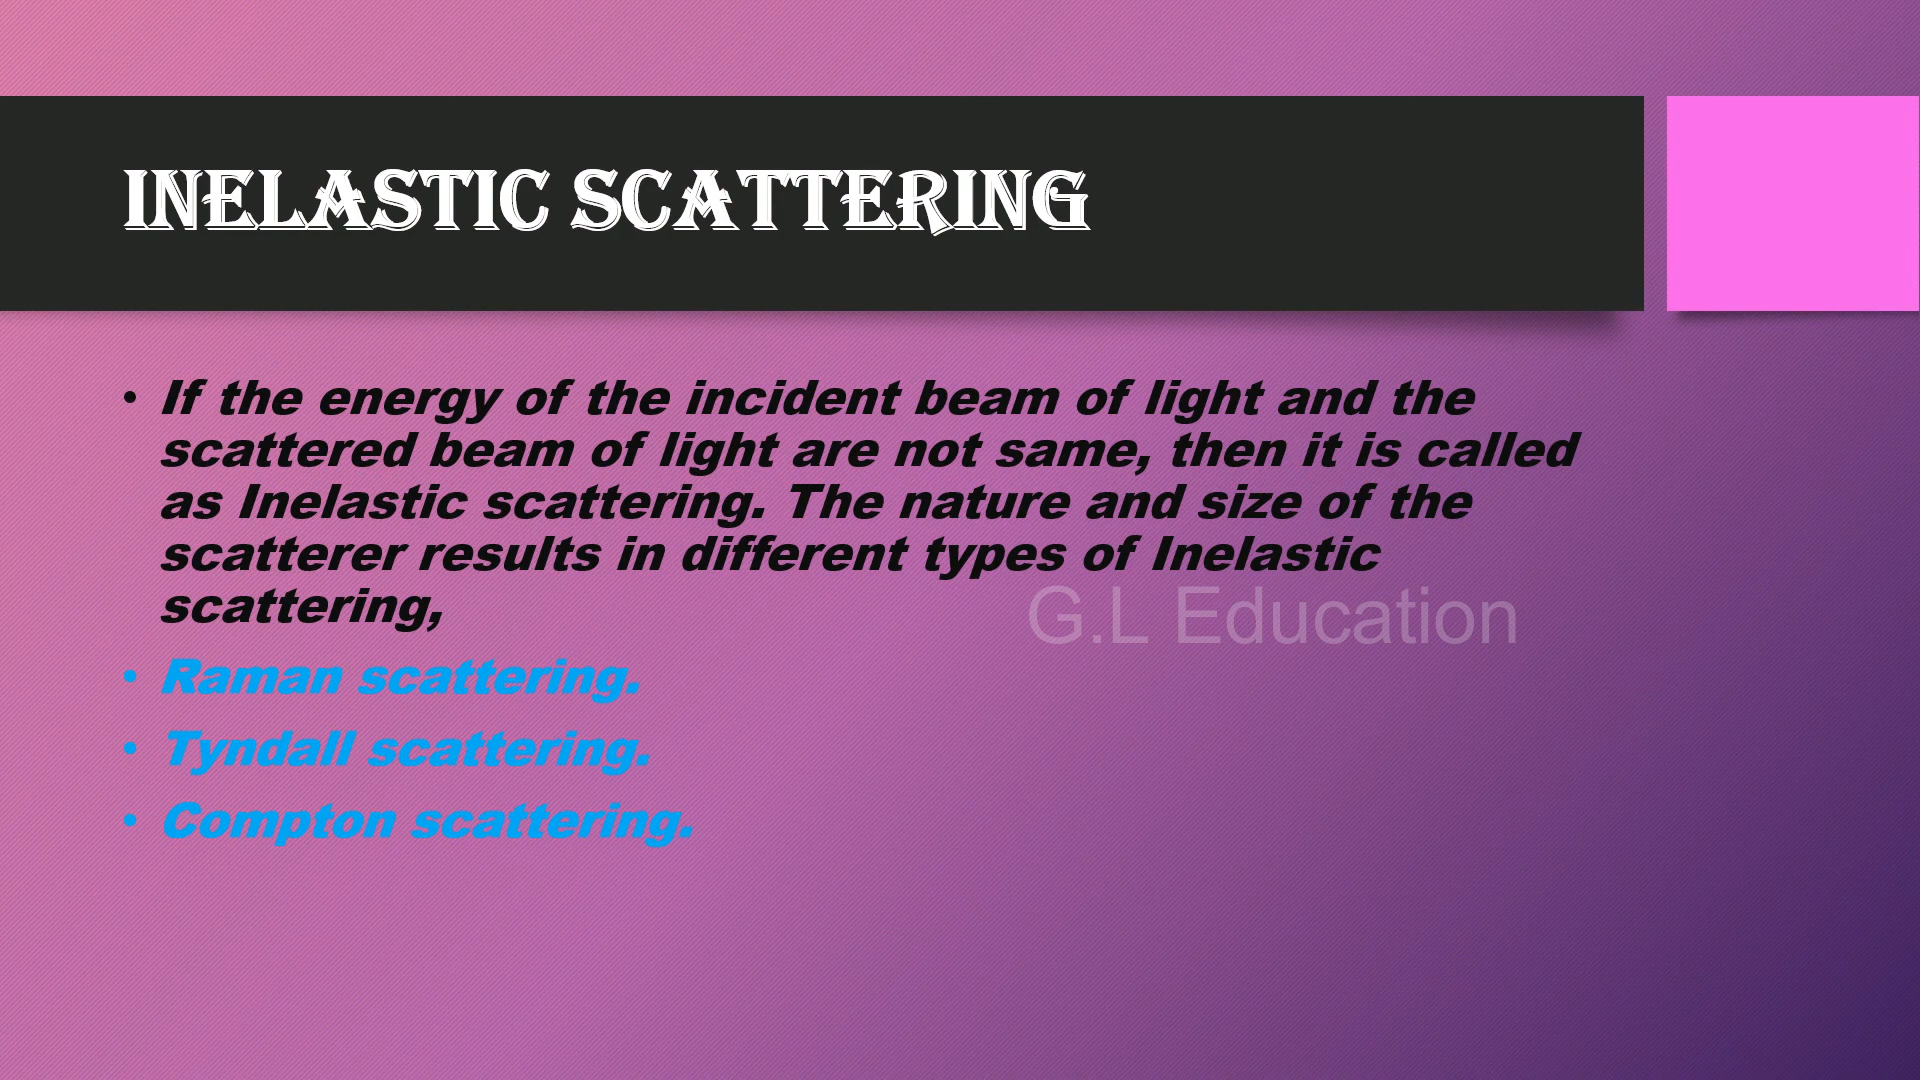 INELASTIC SCATTERING
• If the energy of the incident beam of light and the
scattered beam of light are not same, then it is called
as Inelastic scattering. The nature and size of the
scatterer results in different types of Inelastic
scattering,
G.L Education
• Raman scattering.
• Tyndall scattering.
• Compton scattering.